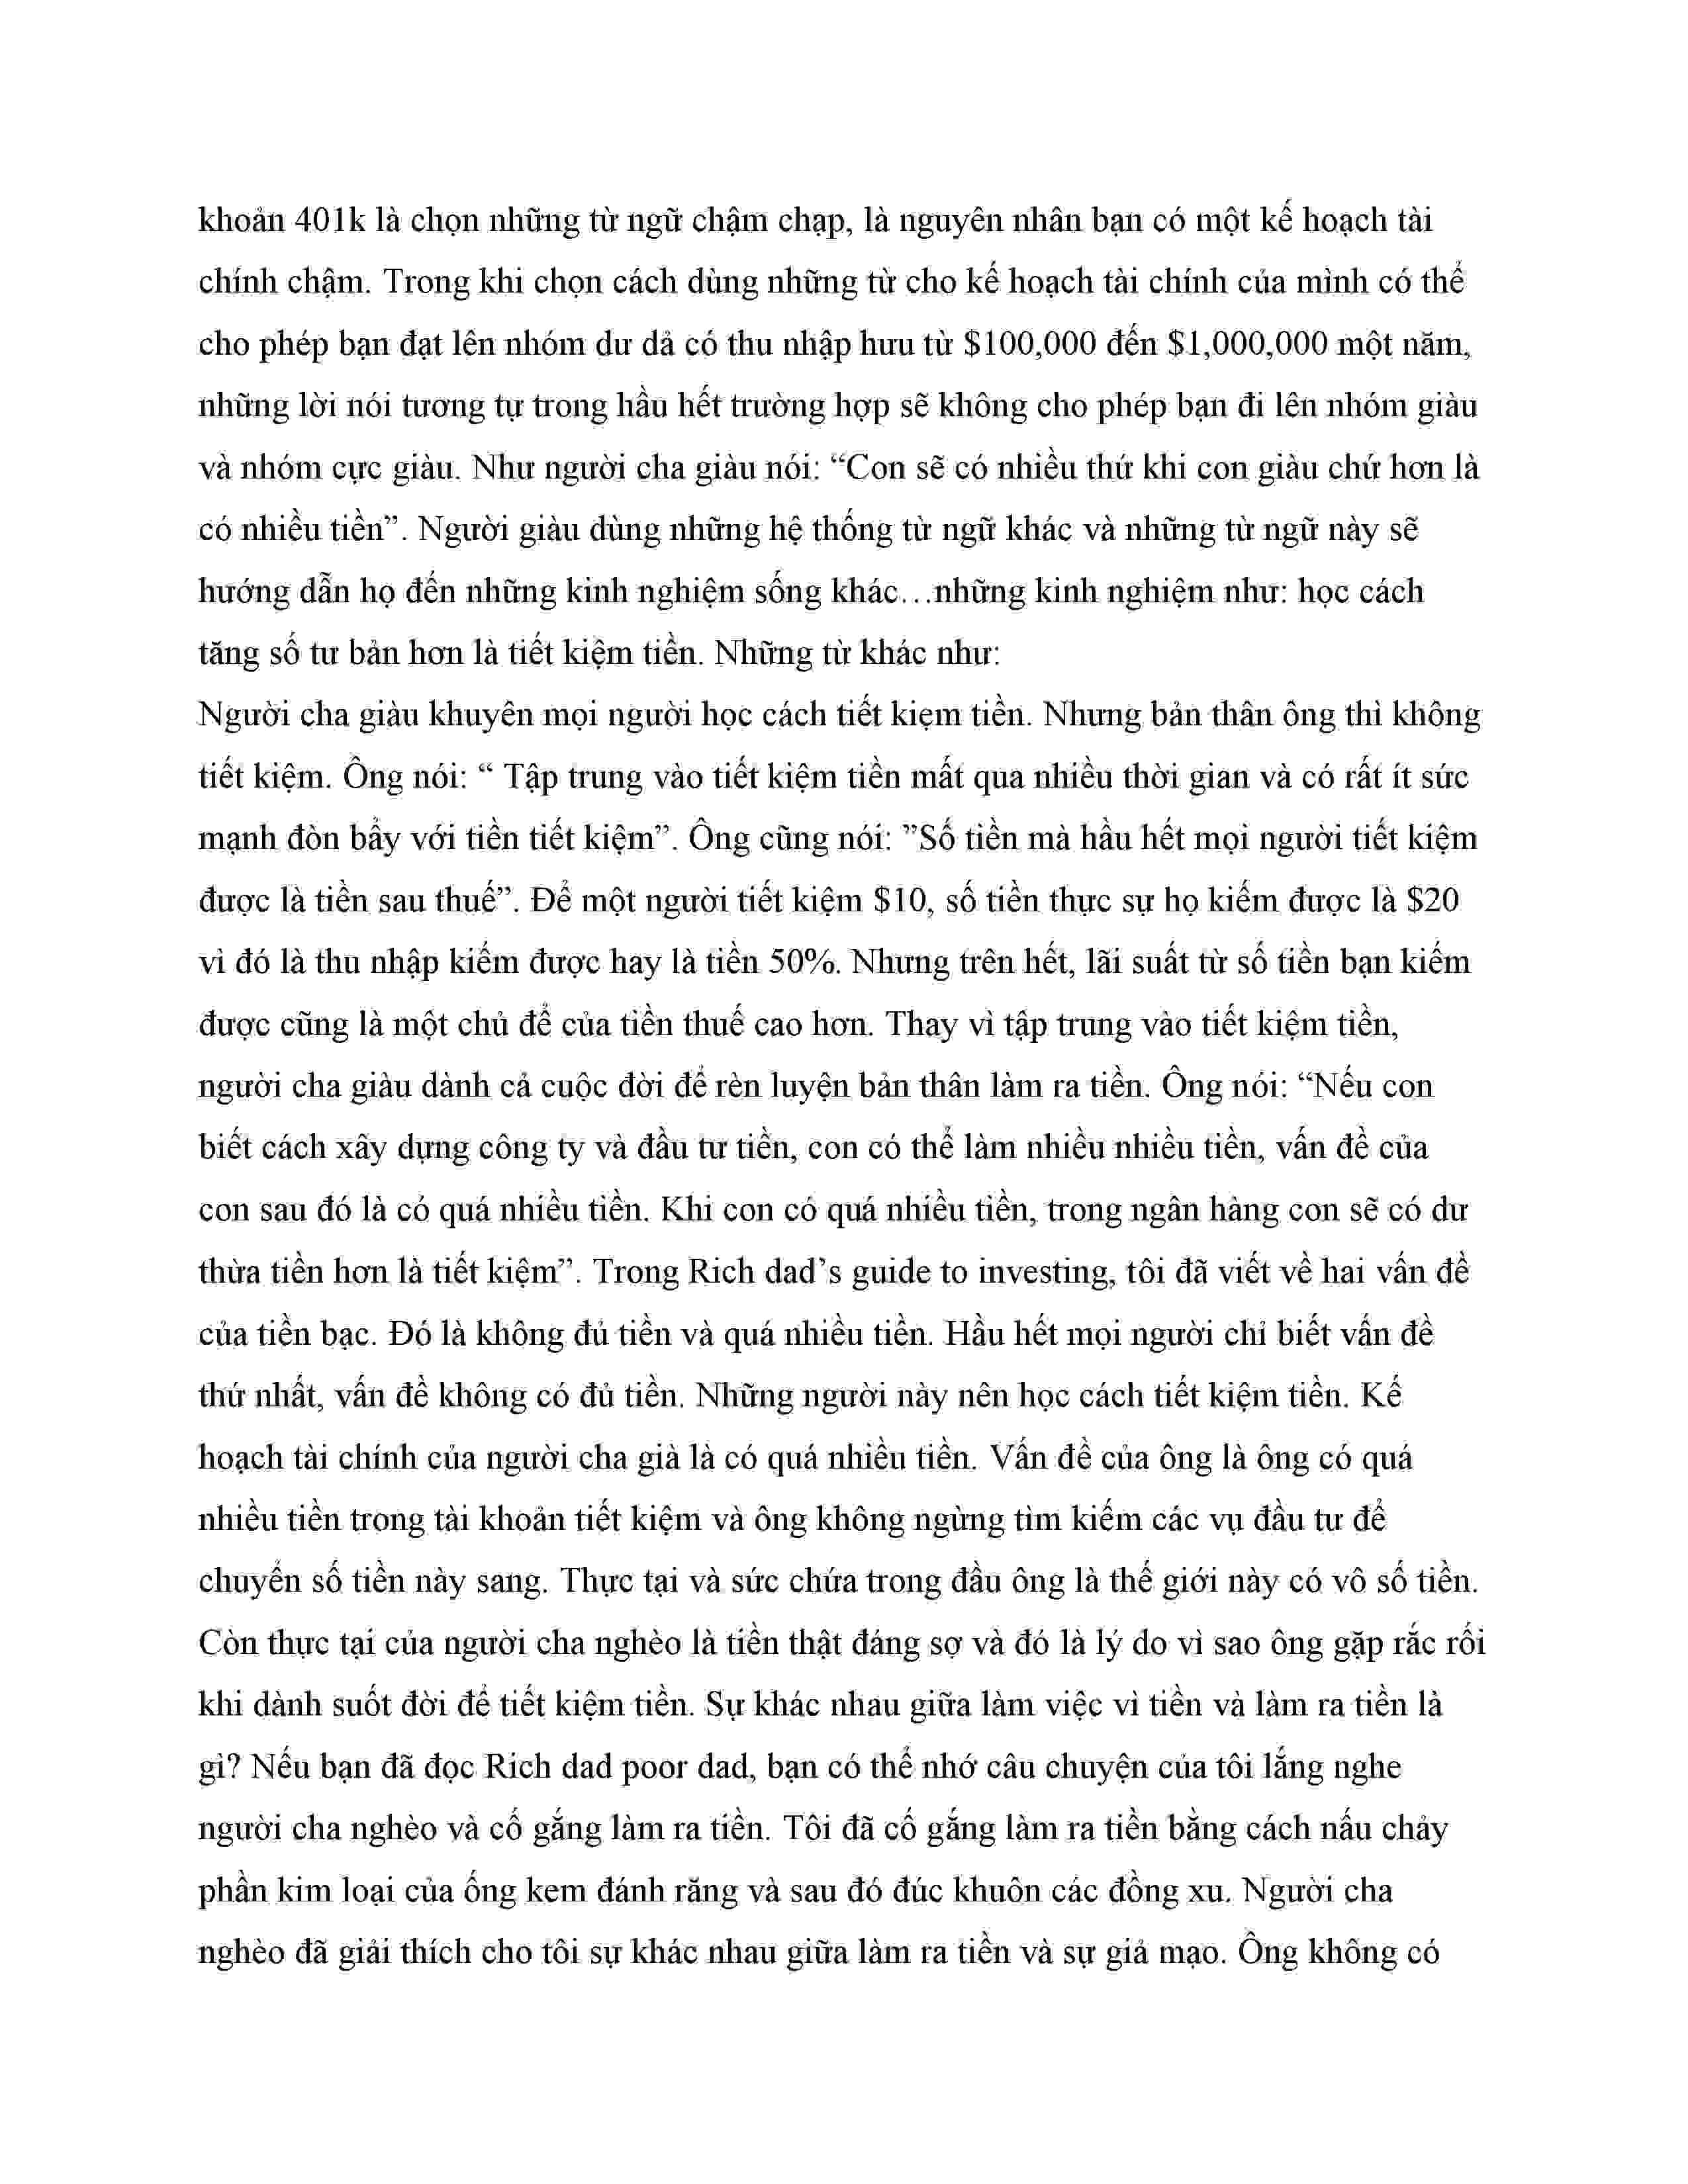 khoản 401k là chọn những từ ngữ chậm chạp, là nguyên nhân bạn có một kế hoạch tài
chính chậm. Trong khi chọn cách dùng những từ cho kế hoạch tài chính của mình có thể
cho phép bạn đạt lên nhóm dư dả có thu nhập hưu từ $100,000 đến $1,000,000 một năm,
những lời nói tương tự trong hầu hết trường hợp sẽ không cho phép bạn đi lên nhóm giàu
và nhóm cực giàu. Như người cha giàu nói: “Con sẽ có nhiều thứ khi con giàu chứ hơn là
có nhiều tiền”. Người giàu dùng những hệ thống từ ngữ khác và những từ ngữ này sẽ
hướng dẫn họ đến những kinh nghiệm sống khác…những kinh nghiệm như: học cách
tăng số tư bản hơn là tiết kiệm tiền. Những từ khác như:
Người cha giàu khuyên mọi người học cách tiết kiẹm tiền. Nhưng bản thân ông thì không
tiết kiệm. Ông nói: “ Tập trung vào tiết kiệm tiền mất qua nhiều thời gian và có rất ít sức
mạnh đòn bẩy với tiền tiết kiệm”. Ông cũng nói: ”Số tiền mà hầu hết mọi người tiết kiệm
được là tiền sau thuế”. Để một người tiết kiệm $10, số tiền thực sự họ kiếm được là $20
vì đó là thu nhập kiếm được hay là tiền 50%. Nhưng trên hết, lãi suất từ số tiền bạn kiếm
được cũng là một chủ để của tiền thuế cao hơn. Thay vì tập trung vào tiết kiệm tiền,
người cha giàu dành cả cuộc đời để rèn luyện bản thân làm ra tiền. Ông nói: “Nếu con
biết cách xây dựng công ty và đầu tư tiền, con có thể làm nhiều nhiều tiền, vấn đề của
con sau đó là có quá nhiều tiền. Khi con có quá nhiều tiền, trong ngân hàng con sẽ có dư
thừa tiền hơn là tiết kiệm”. Trong Rich dad’s guide to investing, tôi đã viết về hai vấn đề
của tiền bạc. Đó là không đủ tiền và quá nhiều tiền. Hầu hết mọi người chỉ biết vấn đề
thứ nhất, vấn đề không có đủ tiền. Những người này nên học cách tiết kiệm tiền. Kế
hoạch tài chính của người cha già là có quá nhiều tiền. Vấn đề của ông là ông có quá
nhiều tiền trong tài khoản tiết kiệm và ông không ngừng tìm kiếm các vụ đầu tư để
chuyển số tiền này sang. Thực tại và sức chứa trong đầu ông là thế giới này có vô số tiền.
Còn thực tại của người cha nghèo là tiền thật đáng sợ và đó là lý do vì sao ông gặp rắc rối
khi dành suốt đời để tiết kiệm tiền. Sự khác nhau giữa làm việc vì tiền và làm ra tiền là
gì? Nếu bạn đã đọc Rich dad poor dad, bạn có thể nhớ câu chuyện của tôi lắng nghe
người cha nghèo và cố gắng làm ra tiền. Tôi đã cố gắng làm ra tiền bằng cách nấu chảy
phần kim loại của ống kem đánh răng và sau đó đúc khuôn các đồng xu. Người cha
nghèo đã giải thích cho tôi sự khác nhau giữa làm ra tiền và sự giả mạo. Ông không có